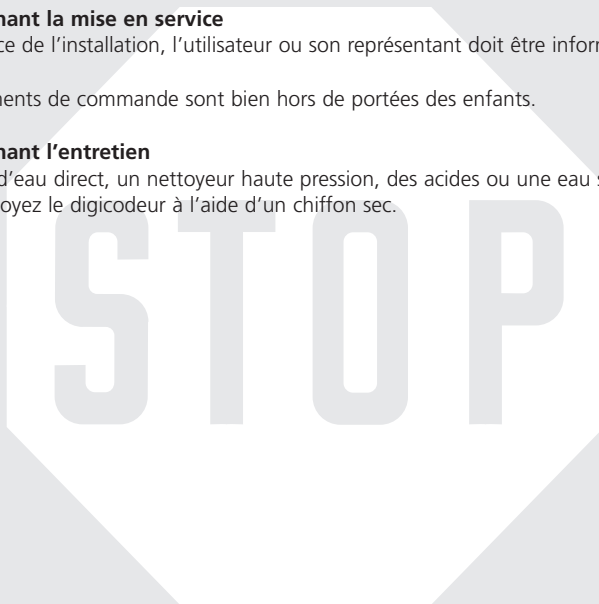 nant la mise en service
ce de l’installation, l’utilisateur ou son représentant doit être infor
ents de commande sont bien hors de portées des enfants.
nant l’entretien
d’eau direct, un nettoyeur haute pression, des acides ou une eau s
oyez le digicodeur à l’aide d’un chiffon sec.
STOP